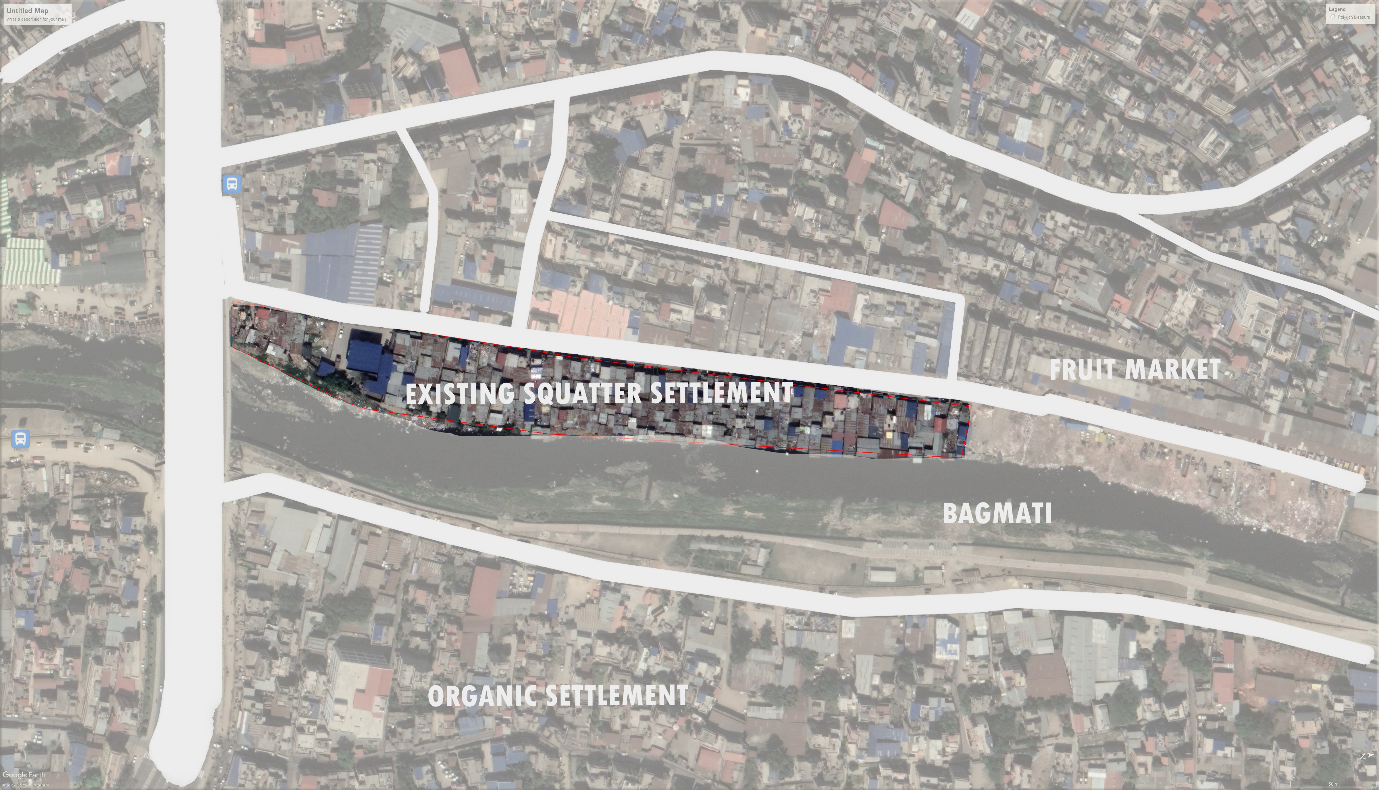 Untitled Map
Legend
EXISTING SQUATTER SETTLEMENT
FRUIT MARKET
BAGMATI
ORGANIC SETTLEMENT
Google Earth